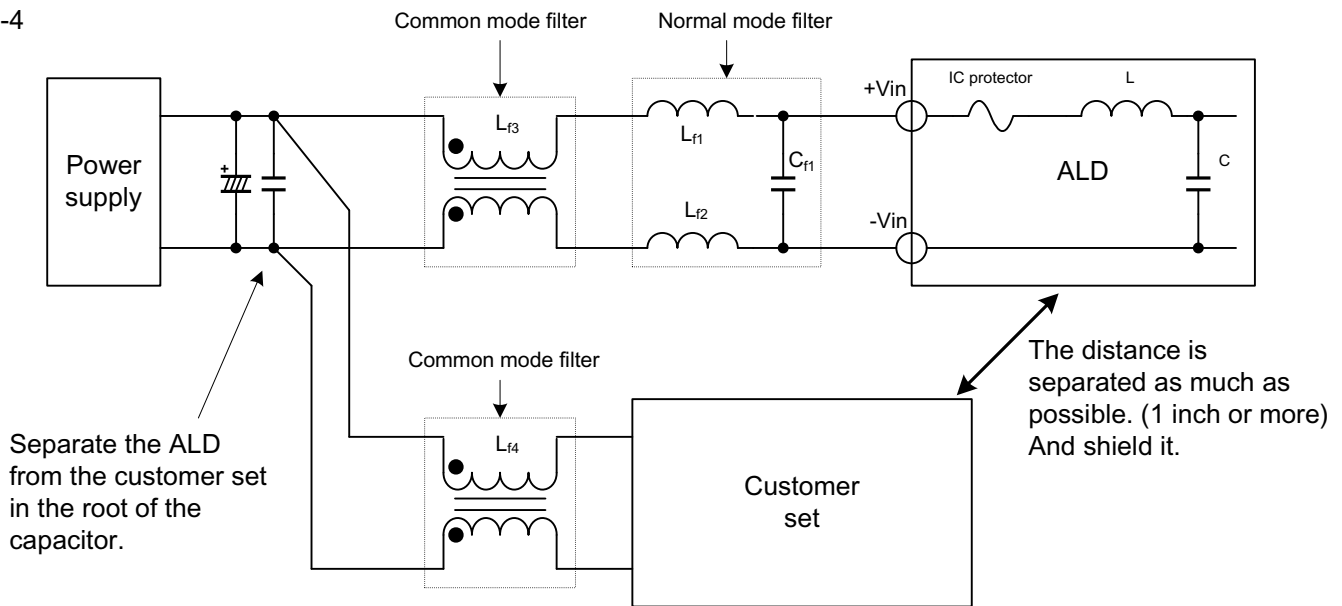 -4
Common mode filter
Normal mode filter
Power
supply
+
Lf3
Lf1
Cf1
Lf2
+Vin
-Vin
IC protector
L
ALD
C
Common mode filter
Lf4
Customer
set
Separate the ALD
from the customer set
in the root of the
capacitor.
The distance is
separated as much as
possible. (1 inch or more)
And shield it.